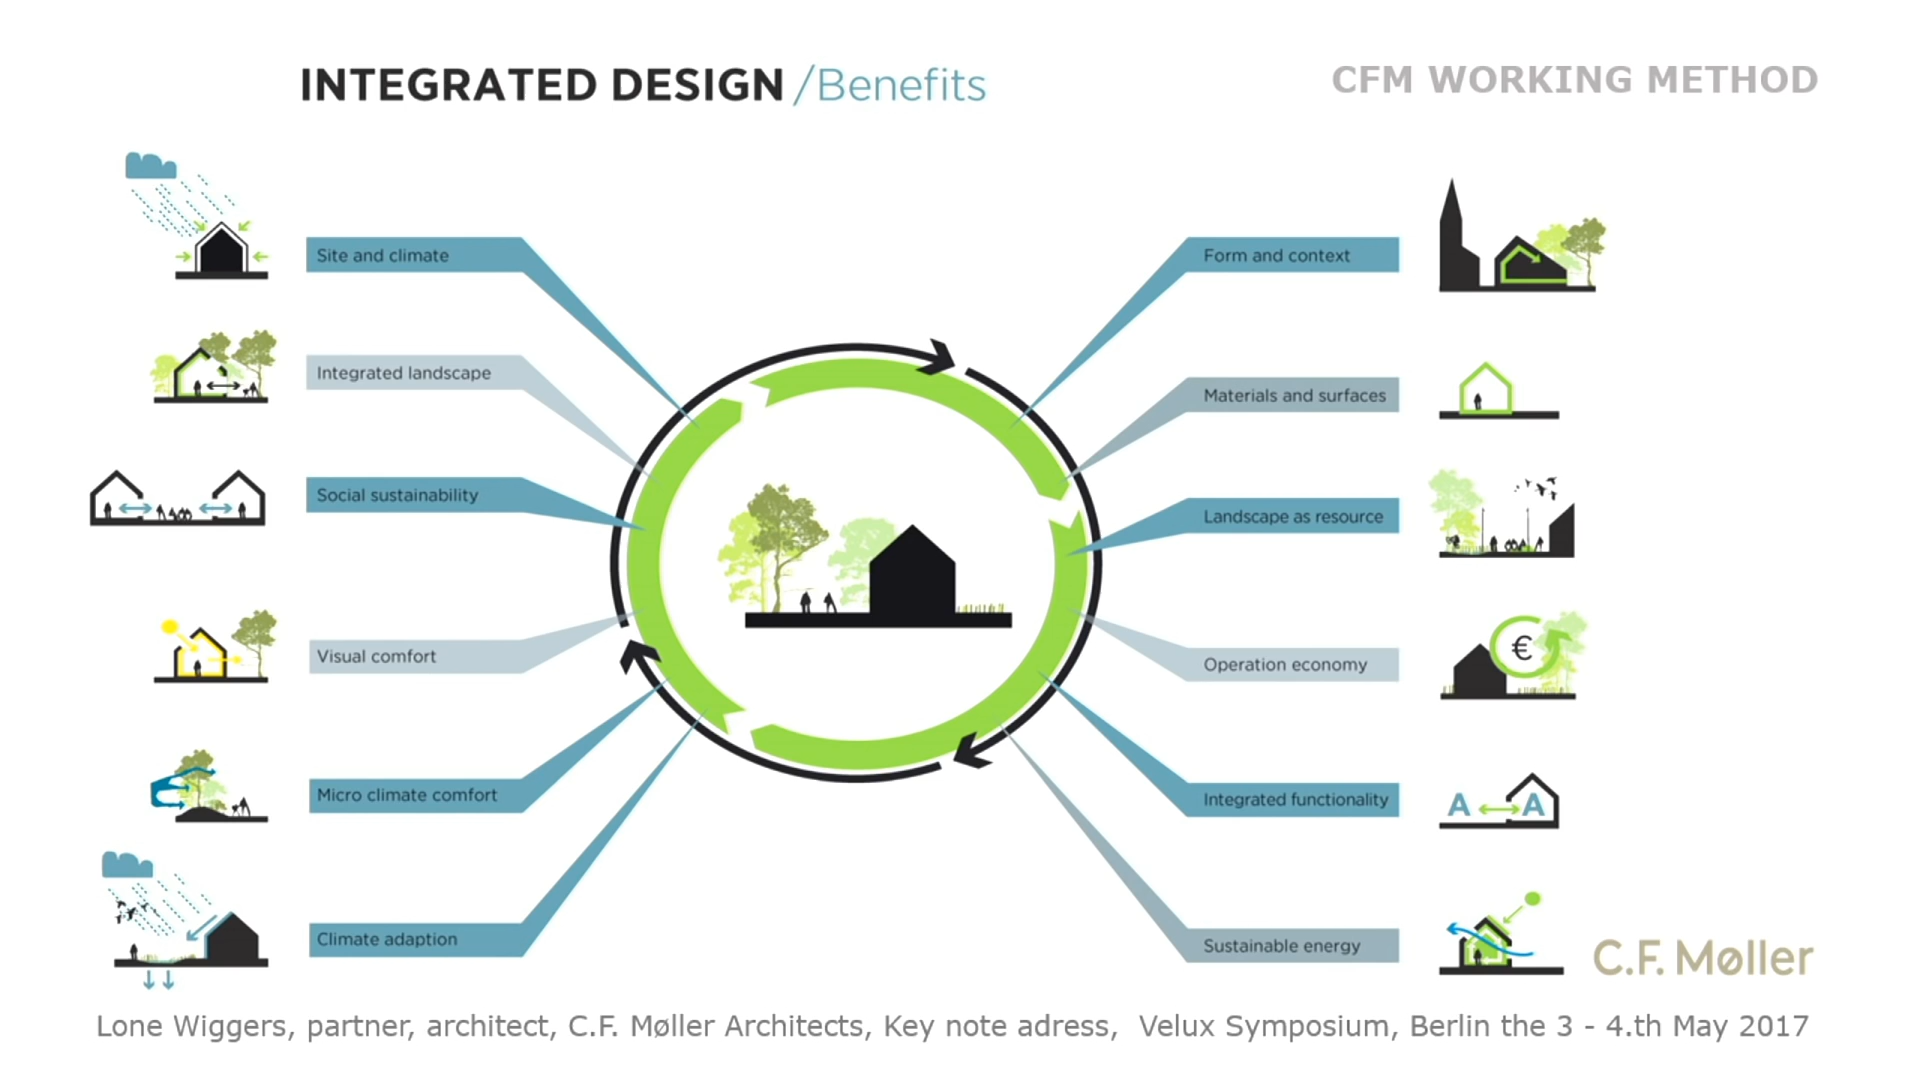 INTEGRATED DESIGN /Benefits
CFM WORKING METHOD
Site and climate
Integrated landscape
Social sustainability
Visual comfort
Micro climate comfort
Climate adaption
Form and context
Materials and surfaces
Landscape as resource
Operation economy
€
Integrated functionality
A A
Sustainable energy
C.F. Møller
Lone Wiggers, partner, architect, C.F. Møller Architects, Key note adress, Velux Symposium, Berlin the 3 - 4.th May 2017